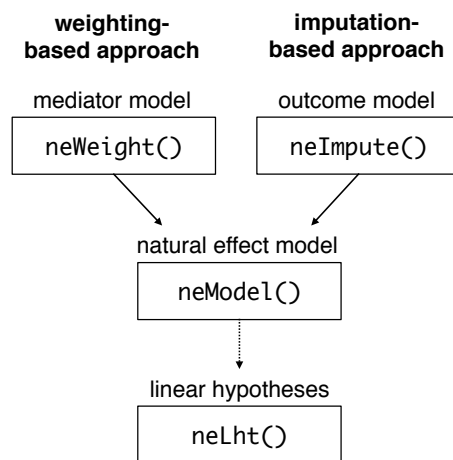 weighting-
based approach
imputation-
based approach
mediator model
outcome model
neWeight()
neImpute()
natural effect model
neModel()
linear hypotheses
neLht()